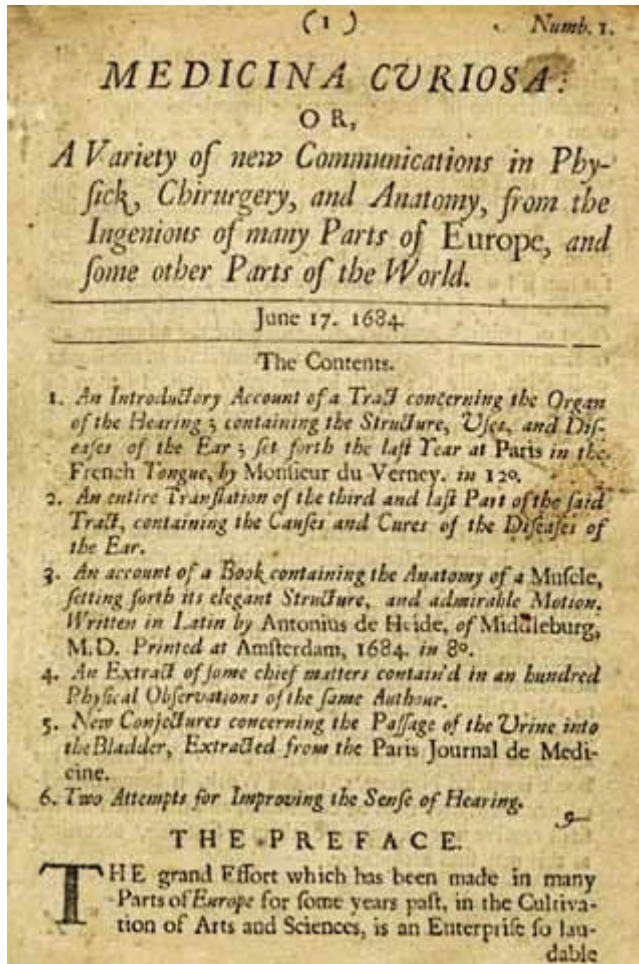 ( 1 )
Numb. 1.
MEDICINA CVRIOSA:
OR,
A Variety of new Communications in Phy-
ſick, Chirurgery, and Anatomy, from the
Ingenious of many Parts of Europe, and
ſome other Parts of the World.
June 17. 1684.
The Contents.
1. An Introductory Account of a Tract concerning the Organ
of the Hearing; containing the Structure, Uſes, and Diſ-
eaſes of the Ear; ſet forth the laſt Year at Paris in the
French Tongue, by Monſieur du Verney. in 12o.
2. An entire Tranſlation of the third and laſt Part of the ſaid
Tract, containing the Cauſes and Cures of the Diſeaſes of
the Ear.
3. An account of a Book containing the Anatomy of a Muſcle,
ſetting forth its elegant Structure, and admirable Motion.
Written in Latin by Antonius de Heide, of Middleburg,
M.D. Printed at Amſterdam, 1684. in 8o.
4. An Extract of ſome chief matters contain'd in an hundred
Phyſical Obſervations of the ſame Authour.
5. New Conjectures concerning the Paſſage of the Urine into
the Bladder, Extracted from the Paris Journal de Medi-
cine.
6. Two Attempts for Improving the Senſe of Hearing.
THE PREFACE.
THE grand Effort which has been made in many
Parts of Europe for ſome years paſt, in the Cultiva-
tion of Arts and Sciences, is an Enterpriſe ſo lau-
dable